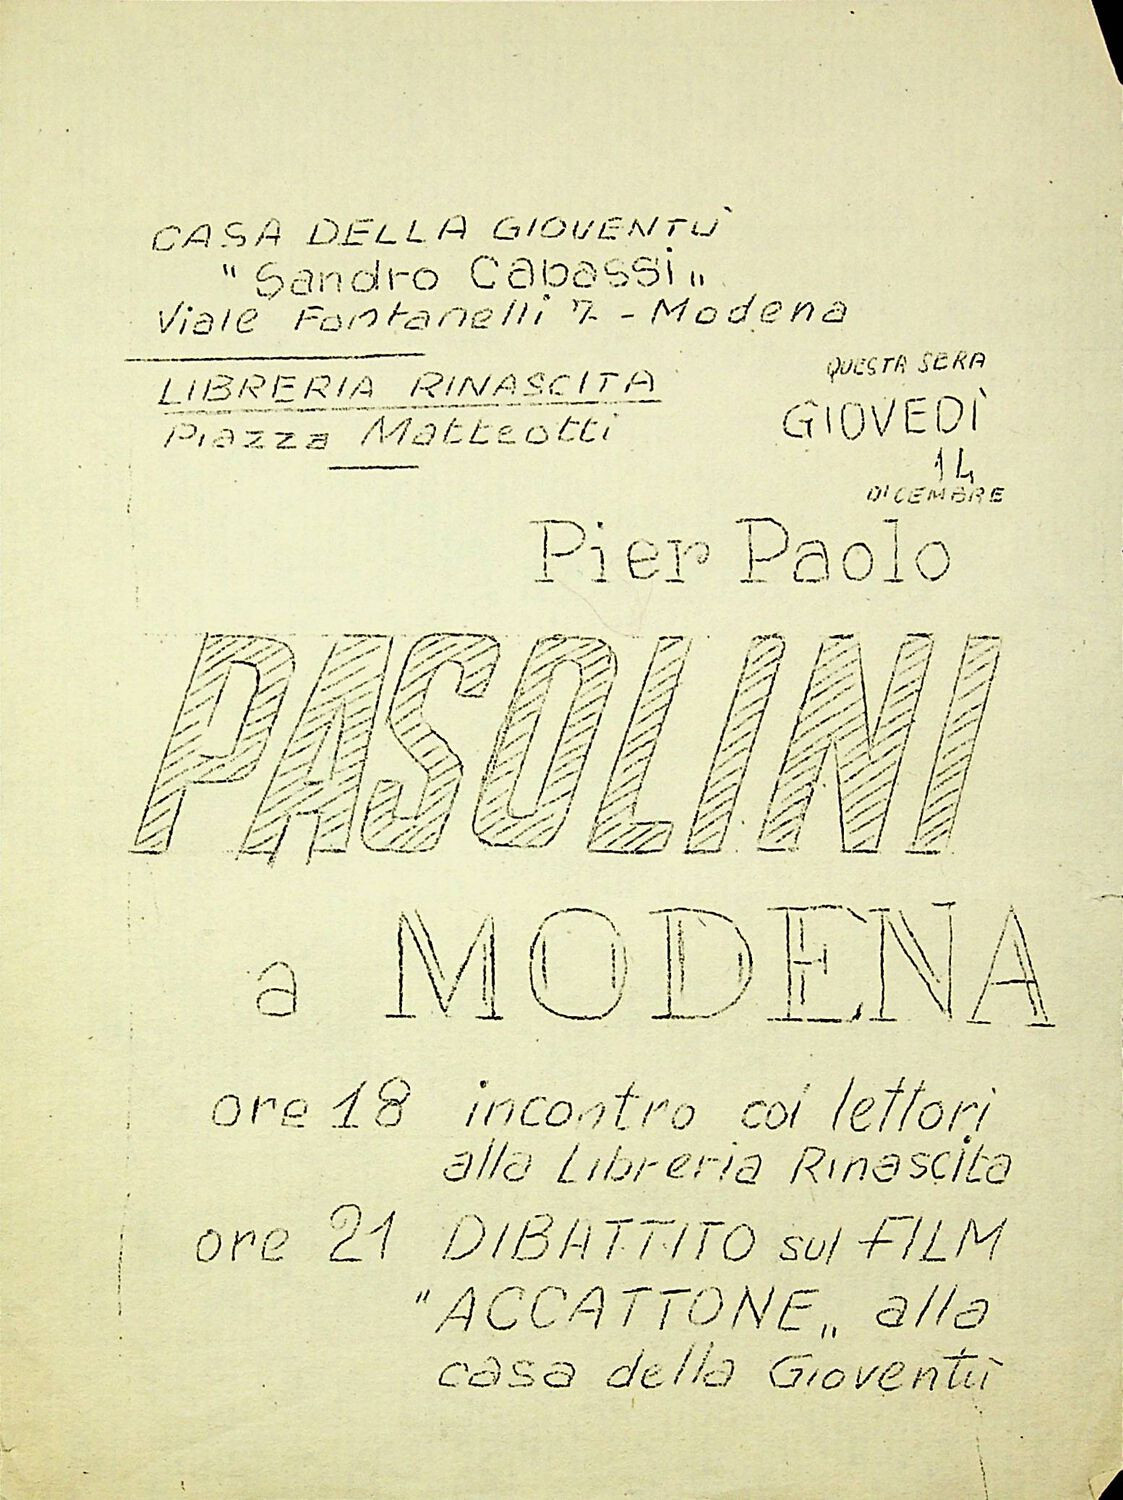 CASA DELLA GIOVENTÙ
"Sandro Cabassi„
Viale Fontanelli 7 - Modena
LIBRERIA RINASCITA
Piazza Matteotti
QUESTA SERA
GIOVEDÌ
14
DICEMBRE
Pier Paolo
PASOLINI
a MODENA
ore 18 incontro coi lettori
alla Libreria Rinascita
ore 21 DIBATTITO sul FILM
"ACCATTONE„ alla
casa della Gioventù